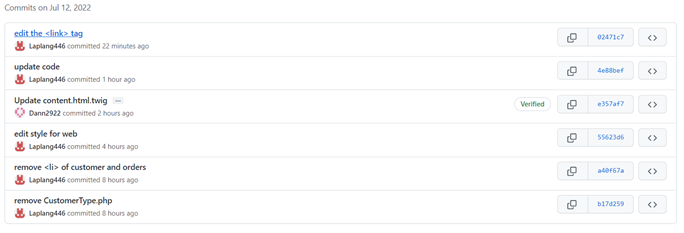 Commits on Jul 12, 2022
edit the <link> tag
Laplang446 committed 22 minutes ago
02471c7
update code
Laplang446 committed 1 hour ago
4e88bef
Update content.html.twig
Dann2922 committed 2 hours ago
Verified
e357af7
edit style for web
Laplang446 committed 4 hours ago
55623d6
remove <li> of customer and orders
Laplang446 committed 8 hours ago
a40f67a
remove CustomerType.php
Laplang446 committed 8 hours ago
b17d259